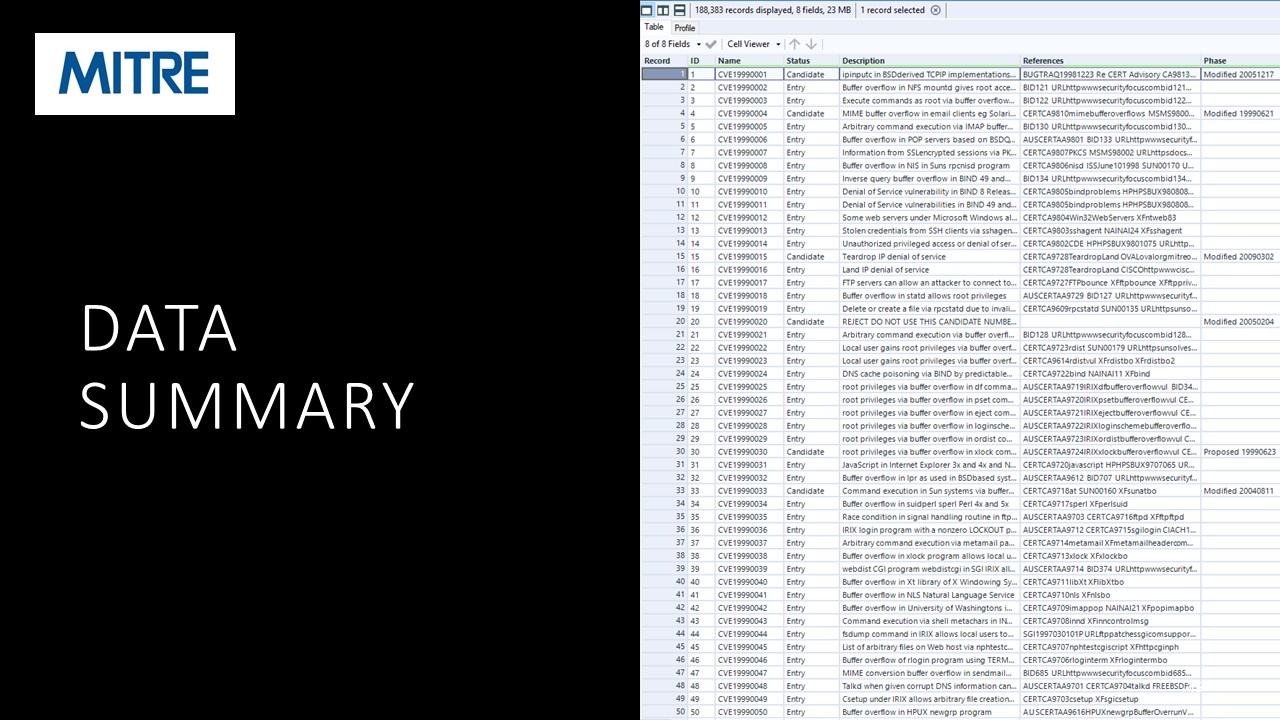 MITRE
DATA
SUMMARY
188,383 records displayed, 8 fields, 23 MB 1 record selected
Table Profile
8 of 8 Fields Cell Viewer
Record ID Name Status Description References Phase
1 1 CVE19990001 Candidate ipinputc in BSDderived TCPIP implementations... BUGTRAQ19981223 Re CERT Advisory CA9813... Modified 20051217
2 2 CVE19990002 Entry Buffer overflow in NFS mountd gives root acce... BID121 URLhttpwwwsecurityfocuscombid121...
3 3 CVE19990003 Entry Execute commands as root via buffer overflow... BID122 URLhttpwwwsecurityfocuscombid122...
4 4 CVE19990004 Candidate MIME buffer overflow in email clients eg Solari... CERTCA9810mimebufferoverflows MSMS9800... Modified 19990621
5 5 CVE19990005 Entry Arbitrary command execution via IMAP buffer... BID130 URLhttpwwwsecurityfocuscombid130...
6 6 CVE19990006 Entry Buffer overflow in POP servers based on BSDQ... AUSCERTAA9801 BID133 URLhttpwwwsecurityf...
7 7 CVE19990007 Entry Information from SSLencrypted sessions via PK... CERTCA9807PKCS MSMS98002 URLhttpsdocs...
8 8 CVE19990008 Entry Buffer overflow in NIS in Suns rpcnisd program CERTCA9806nisd ISSJune101998 SUN00170 U...
9 9 CVE19990009 Entry Inverse query buffer overflow in BIND 49 and... BID134 URLhttpwwwsecurityfocuscombid134...
10 10 CVE19990010 Entry Denial of Service vulnerability in BIND 8 Releas... CERTCA9805bindproblems HPHPSBUX980808...
11 11 CVE19990011 Entry Denial of Service vulnerabilities in BIND 49 and... CERTCA9805bindproblems HPHPSBUX980808...
12 12 CVE19990012 Entry Some web servers under Microsoft Windows al... CERTCA9804Win32WebServers XFntweb83
13 13 CVE19990013 Entry Stolen credentials from SSH clients via sshagen... CERTCA9803sshagent NAINAI24 XFsshagent
14 14 CVE19990014 Entry Unauthorized privileged access or denial of ser... CERTCA9802CDE HPHPSBUX9801075 URLhttp...
15 15 CVE19990015 Candidate Teardrop IP denial of service CERTCA9728TeardropLand OVALovalorgmitreo... Modified 20090302
16 16 CVE19990016 Entry Land IP denial of service CERTCA9728TeardropLand CISCOhttpwwwcisc...
17 17 CVE19990017 Entry FTP servers can allow an attacker to connect to... CERTCA9727FTPbounce XFftpbounce XFftppriv...
18 18 CVE19990018 Entry Buffer overflow in statd allows root privileges AUSCERTAA9729 BID127 URLhttpwwwsecurityf...
19 19 CVE19990019 Entry Delete or create a file via rpcstatd due to invali... CERTCA9609rpcstatd SUN00135 URLhttpsunso...
20 20 CVE19990020 Candidate REJECT DO NOT USE THIS CANDIDATE NUMBE... Modified 20050204
21 21 CVE19990021 Entry Arbitrary command execution via buffer overfl... BID128 URLhttpwwwsecurityfocuscombid128...
22 22 CVE19990022 Entry Local user gains root privileges via buffer overf... CERTCA9723rdist SUN00179 URLhttpsunsolves...
23 23 CVE19990023 Entry Local user gains root privileges via buffer overf... CERTCA9614rdistvul XFrdistbo XFrdistbo2
24 24 CVE19990024 Entry DNS cache poisoning via BIND by predictable... CERTCA9722bind NAINAI11 XFbind
25 25 CVE19990025 Entry root privileges via buffer overflow in df comma... AUSCERTAA9719IRIXdfbufferoverflowvul BID34...
26 26 CVE19990026 Entry root privileges via buffer overflow in pset com... AUSCERTAA9720IRIXpsetbufferoverflowvul CE...
27 27 CVE19990027 Entry root privileges via buffer overflow in eject com... AUSCERTAA9721IRIXejectbufferoverflowvul CE...
28 28 CVE19990028 Entry root privileges via buffer overflow in loginsche... AUSCERTAA9722IRIXloginschemebufferoverflo...
29 29 CVE19990029 Entry root privileges via buffer overflow in ordist co... AUSCERTAA9723IRIXordistbufferoverflowvul C...
30 30 CVE19990030 Candidate root privileges via buffer overflow in xlock com... AUSCERTAA9724IRIXxlockbufferoverflowvul CE... Proposed 19990623
31 31 CVE19990031 Entry JavaScript in Internet Explorer 3x and 4x and N... CERTCA9720javascript HPHPSBUX9707065 UR...
32 32 CVE19990032 Entry Buffer overflow in lpr as used in BSDbased syst... AUSCERTAA9612 BID707 URLhttpwwwsecurityf...
33 33 CVE19990033 Candidate Command execution in Sun systems via buffer... CERTCA9718at SUN00160 XFsunatbo Modified 20040811
34 34 CVE19990034 Entry Buffer overflow in suidperl sperl Perl 4x and 5x CERTCA9717sperl XFperlsuid
35 35 CVE19990035 Entry Race condition in signal handling routine in ftp... AUSCERTAA9703 CERTCA9716ftpd XFftpftpd
36 36 CVE19990036 Entry IRIX login program with a nonzero LOCKOUT p... AUSCERTAA9712 CERTCA9715sgilogin CIACH1...
37 37 CVE19990037 Entry Arbitrary command execution via metamail pa... CERTCA9714metamail XFmetamailheadercom...
38 38 CVE19990038 Entry Buffer overflow in xlock program allows local u... CERTCA9713xlock XFxlockbo
39 39 CVE19990039 Entry webdist CGI program webdistcgi in SGI IRIX all... AUSCERTAA9714 BID374 URLhttpwwwsecurityf...
40 40 CVE19990040 Entry Buffer overflow in Xt library of X Windowing Sy... CERTCA9711libXt XFlibXtbo
41 41 CVE19990041 Entry Buffer overflow in NLS Natural Language Service CERTCA9710nls XFnlsbo
42 42 CVE19990042 Entry Buffer overflow in University of Washingtons i... CERTCA9709imappop NAINAI21 XFpopimapbo
43 43 CVE19990043 Entry Command execution via shell metachars in IN... CERTCA9708innd XFinncontrolmsg
44 44 CVE19990044 Entry fsdump command in IRIX allows local users to... SGI1997030101P URLftppatchessgicomsuppor...
45 45 CVE19990045 Entry List of arbitrary files on Web host via nphtestc... CERTCA9707nphtestcgiscript XFhttpcginph
46 46 CVE19990046 Entry Buffer overflow of rlogin program using TERM... CERTCA9706rloginterm XFrlogintermbo
47 47 CVE19990047 Entry MIME conversion buffer overflow in sendmail... BID685 URLhttpwwwsecurityfocuscombid685...
48 48 CVE19990048 Entry Talkd when given corrupt DNS information can... AUSCERTAA9701 CERTCA9704talkd FREEBSDF...
49 49 CVE19990049 Entry Csetup under IRIX allows arbitrary file creation... CERTCA9703csetup XFsgicsetup
50 50 CVE19990050 Entry Buffer overflow in HPUX newgrp program AUSCERTAA9616HPUXnewgrpBufferOverrunV...